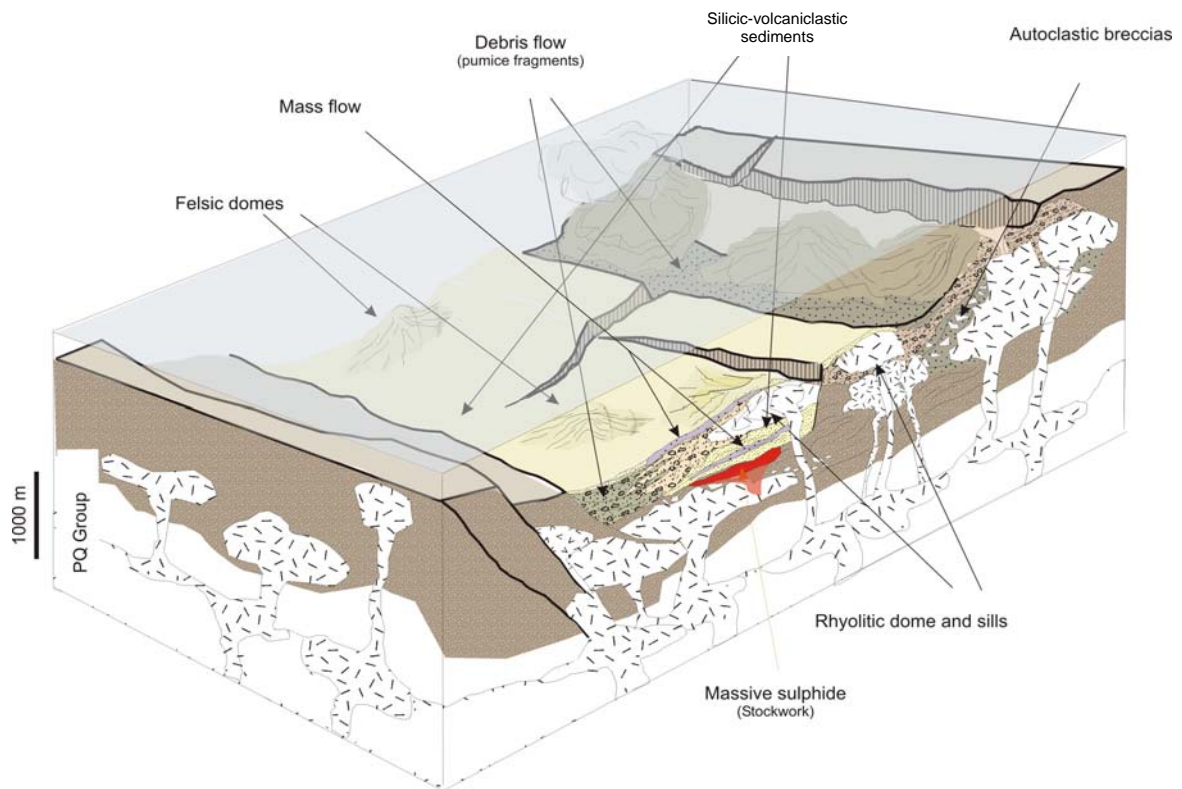 Silicic-volcaniclastic
sediments
Debris flow
(pumice fragments)
Autoclastic breccias
Mass flow
Felsic domes
1000 m
PQ Group
Rhyolitic dome and sills
Massive sulphide
(Stockwork)